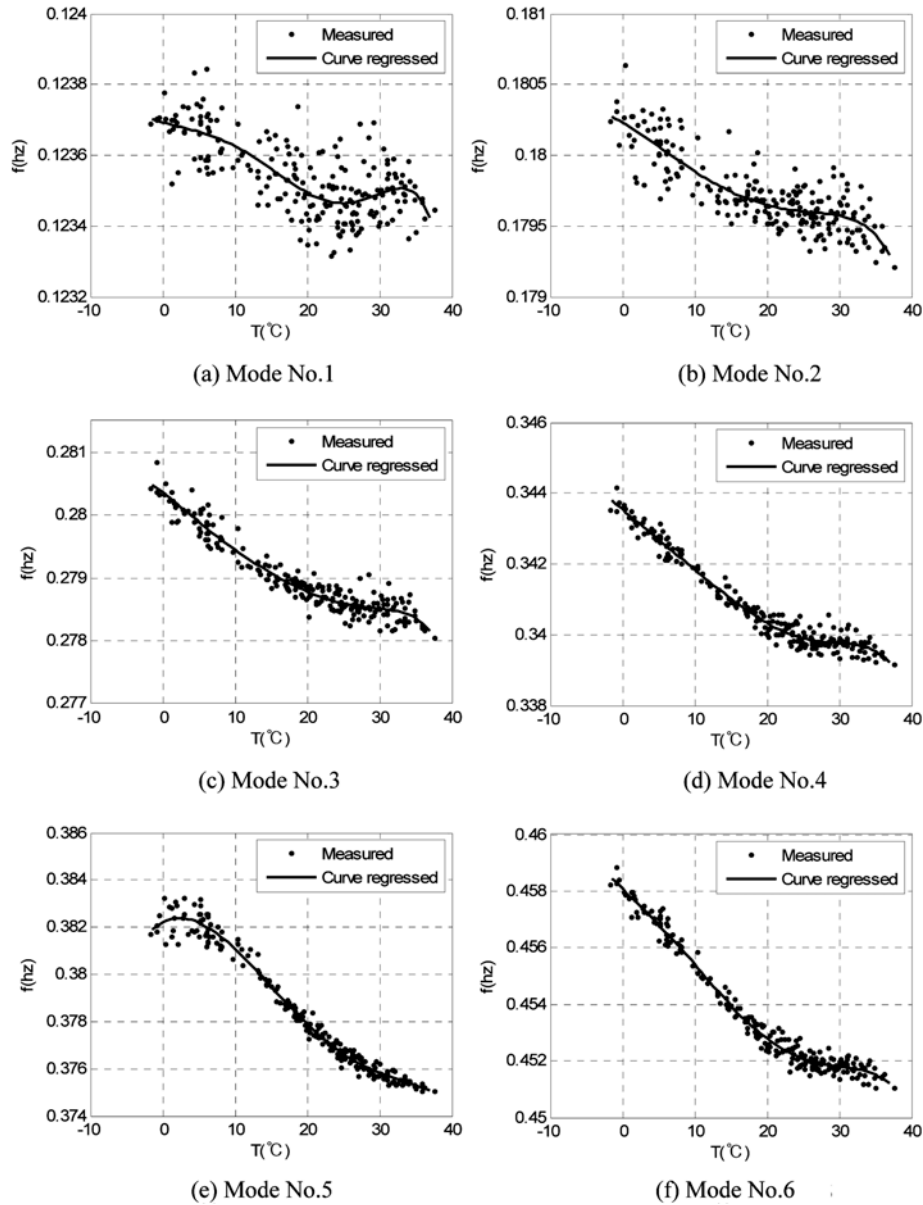 0.124
0.1238
0.1236
0.1234
0.1232
f(hz)
-10 0 10 20 30 40
T(℃)
Measured
Curve regressed
(a) Mode No.1
0.181
0.1805
0.18
0.1795
0.179
f(hz)
-10 0 10 20 30 40
T(℃)
Measured
Curve regressed
(b) Mode No.2
0.281
0.28
0.279
0.278
0.277
f(hz)
-10 0 10 20 30 40
T(℃)
Measured
Curve regressed
(c) Mode No.3
0.346
0.344
0.342
0.34
0.338
f(hz)
-10 0 10 20 30 40
T(℃)
Measured
Curve regressed
(d) Mode No.4
0.386
0.384
0.382
0.38
0.378
0.376
0.374
f(hz)
-10 0 10 20 30 40
T(℃)
Measured
Curve regressed
(e) Mode No.5
0.46
0.458
0.456
0.454
0.452
0.45
f(hz)
-10 0 10 20 30 40
T(℃)
Measured
Curve regressed
(f) Mode No.6